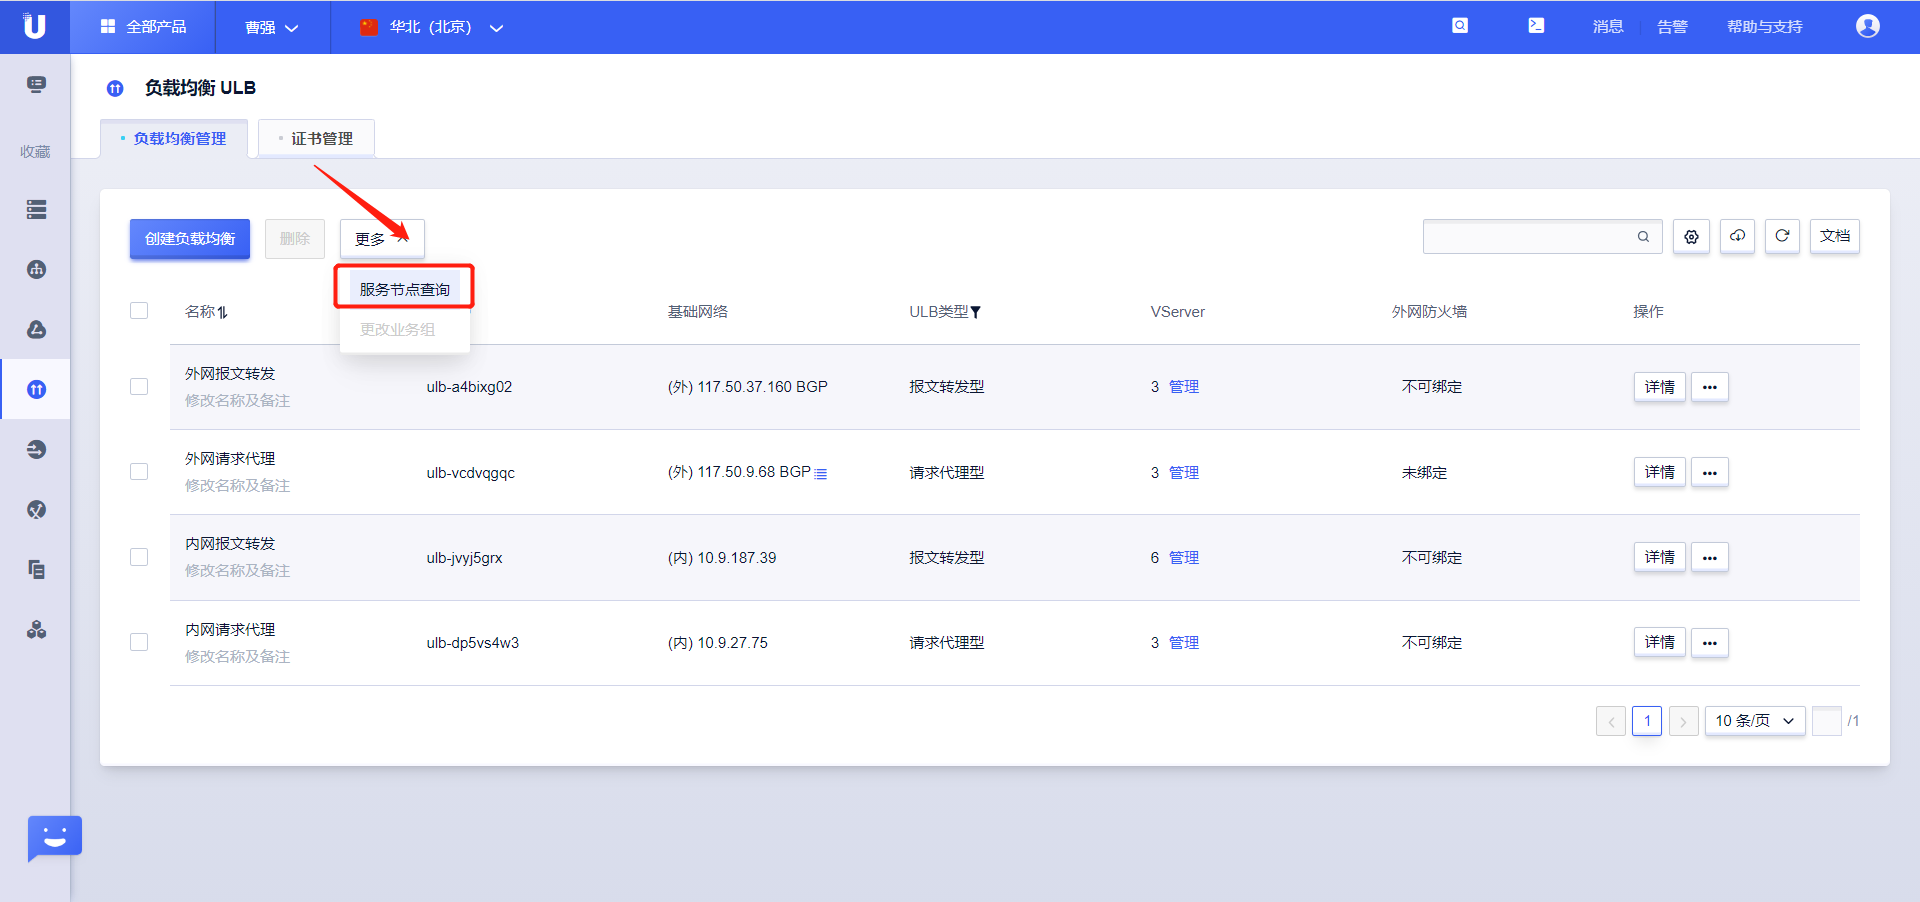 U 全部产品 曹强 华北（北京） 消息 告警 帮助与支持
收藏
负载均衡 ULB
负载均衡管理 证书管理
创建负载均衡 删除 更多 文档
服务节点查询
更改业务组
名称 基础网络 ULB类型 VServer 外网防火墙 操作
外网报文转发
修改名称及备注
ulb-a4bixg02 (外) 117.50.37.160 BGP 报文转发型 3 管理 不可绑定 详情 •••
外网请求代理
修改名称及备注
ulb-vcdvqgqc (外) 117.50.9.68 BGP 请求代理型 3 管理 未绑定 详情 •••
内网报文转发
修改名称及备注
ulb-jvyj5grx (内) 10.9.187.39 报文转发型 6 管理 不可绑定 详情 •••
内网请求代理
修改名称及备注
ulb-dp5vs4w3 (内) 10.9.27.75 请求代理型 3 管理 不可绑定 详情 •••
1 10 条/页 /1